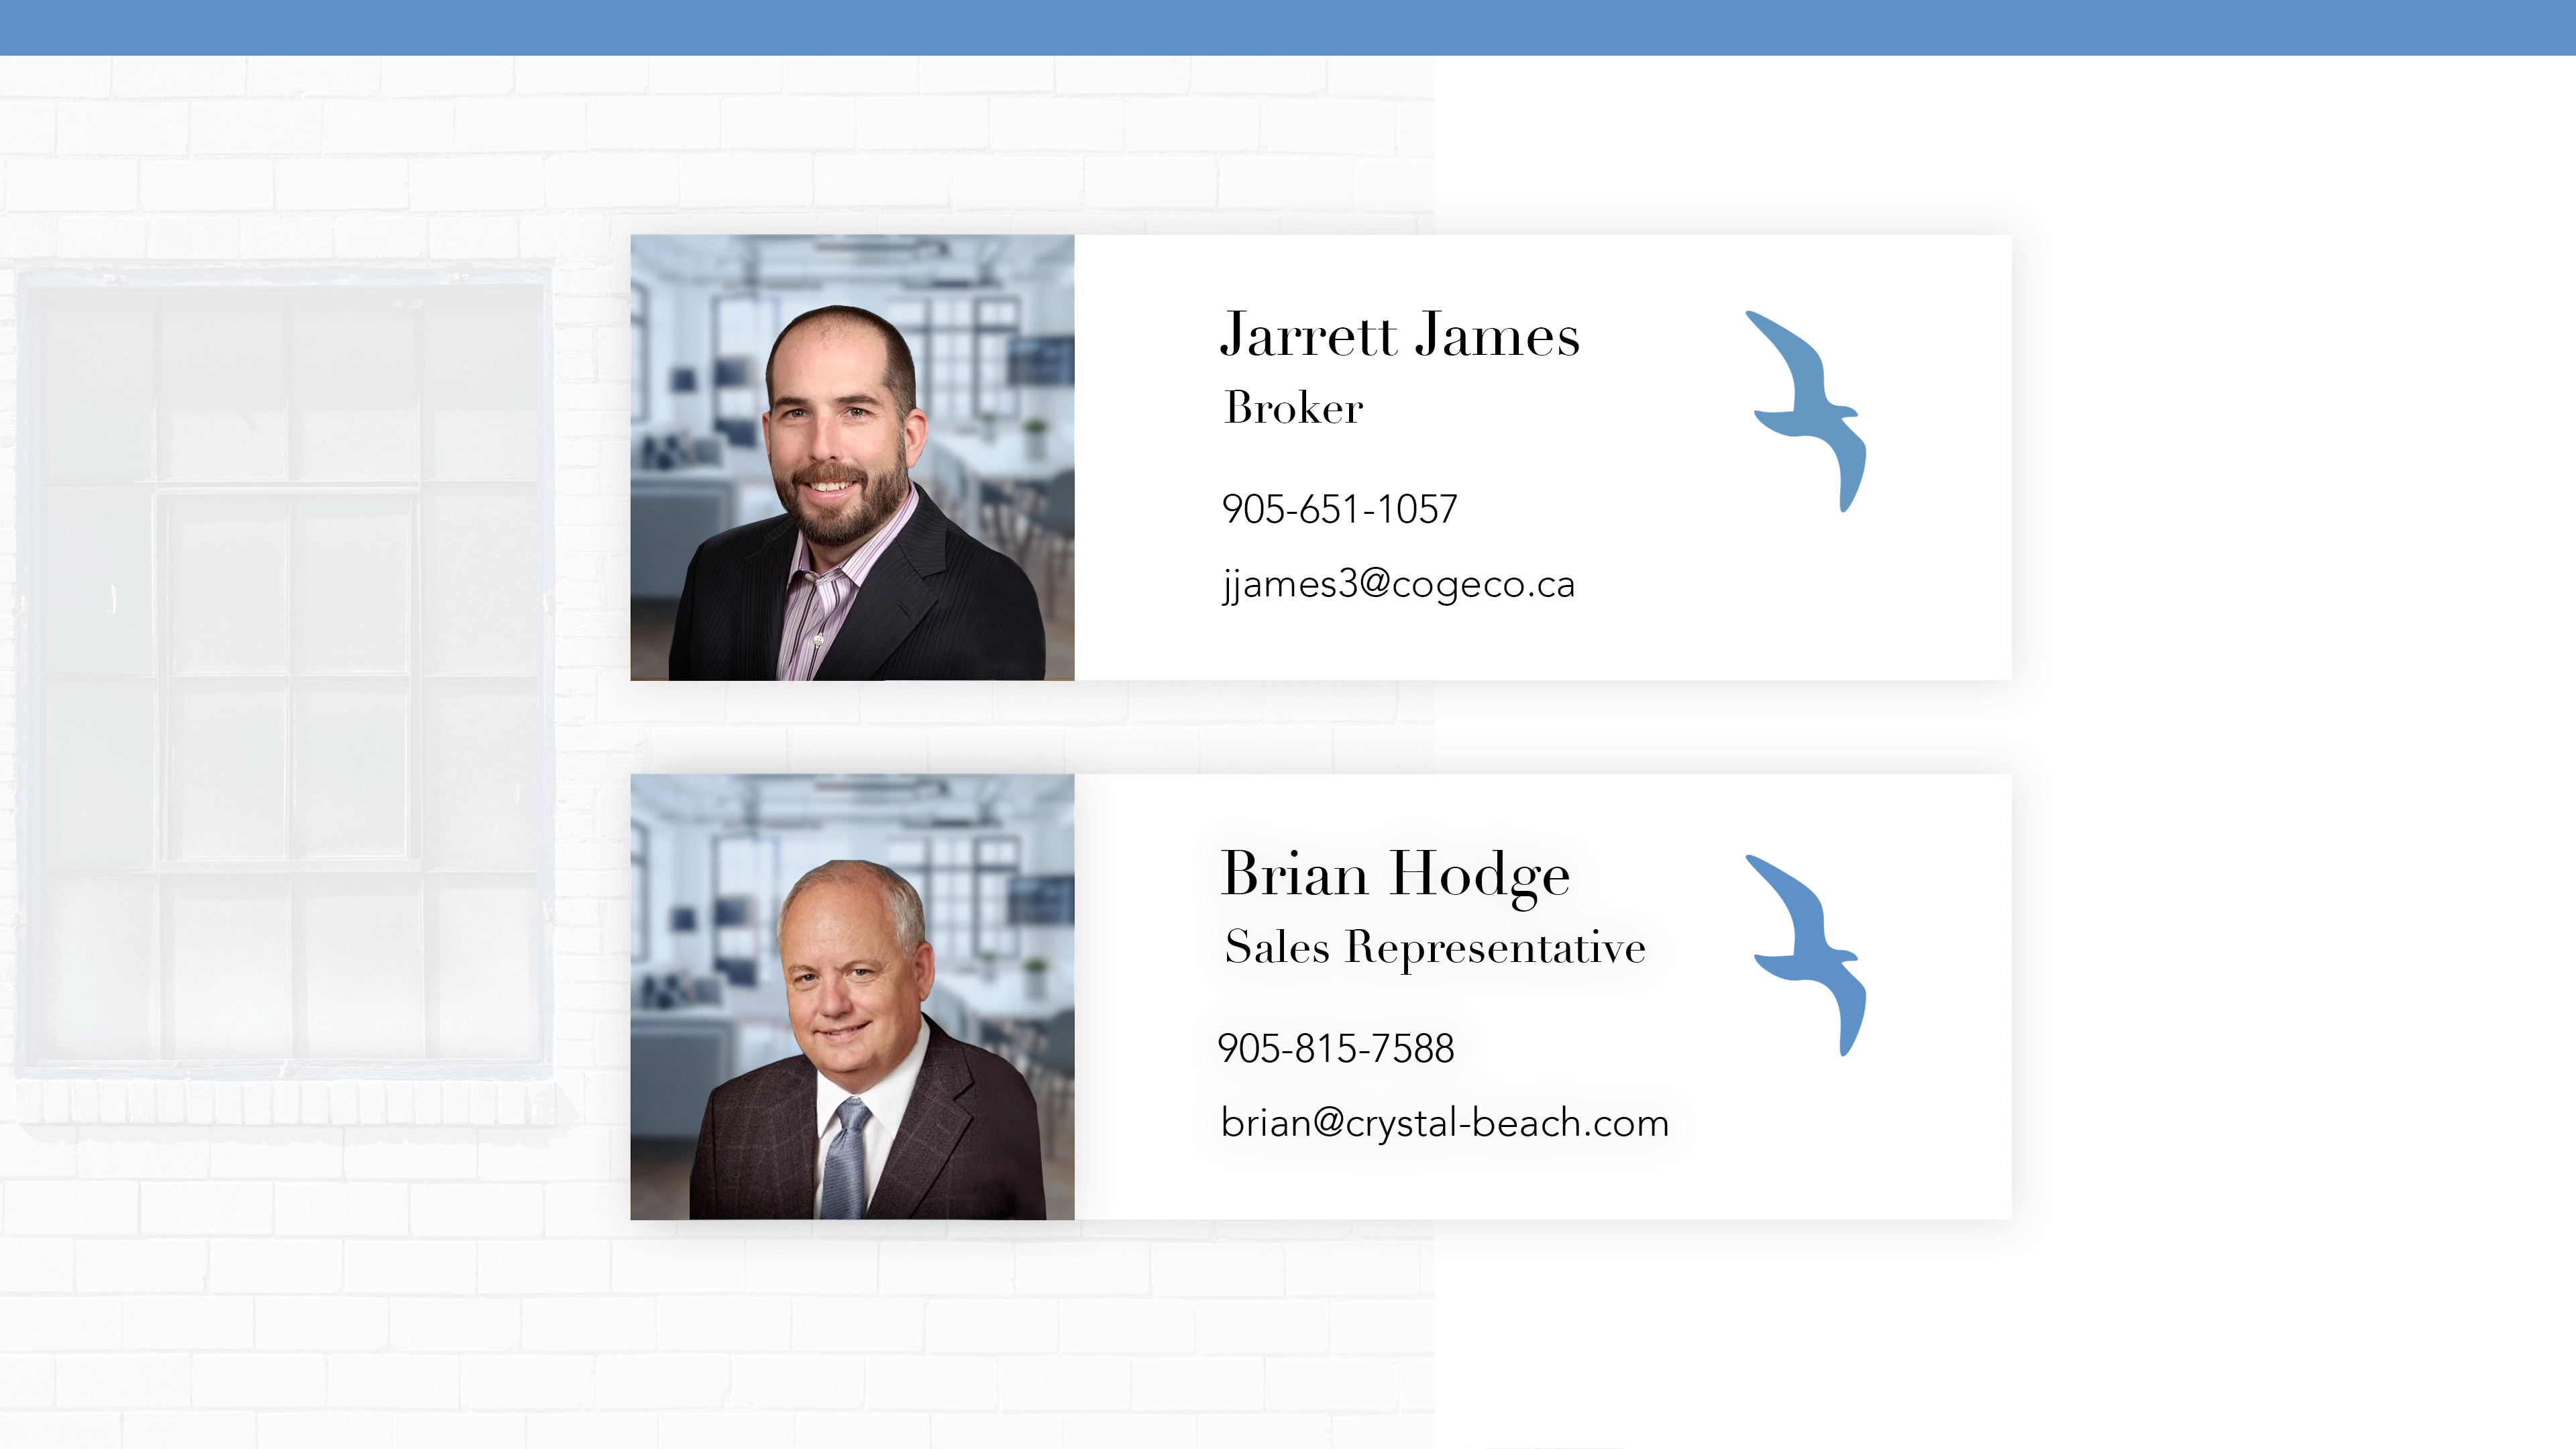 Jarrett James
Broker
905-651-1057
jjames3@cogeco.ca
Brian Hodge
Sales Representative
905-815-7588
brian@crystal-beach.com